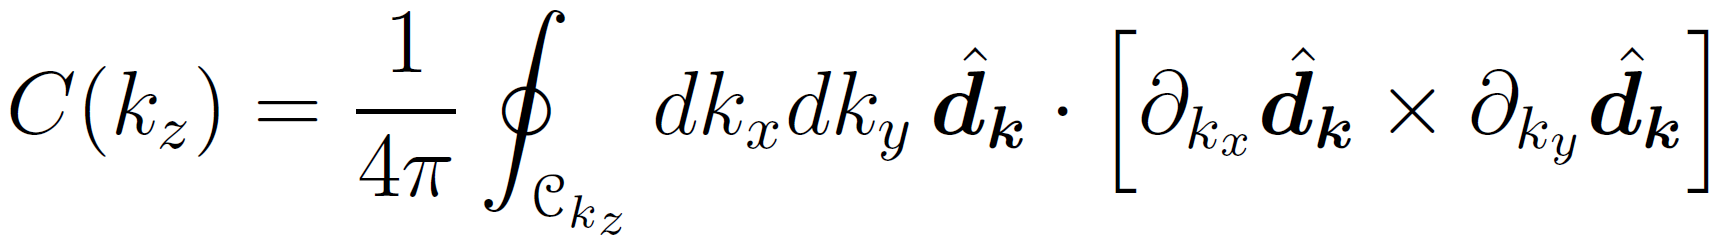 $C(k_z) = \frac{1}{4\pi} \oint_{\mathcal{C}_{k_z}} dk_x dk_y \, \hat{\boldsymbol{d}}_{\boldsymbol{k}} \cdot \left[ \partial_{k_x} \hat{\boldsymbol{d}}_{\boldsymbol{k}} \times \partial_{k_y} \hat{\boldsymbol{d}}_{\boldsymbol{k}} \right]$